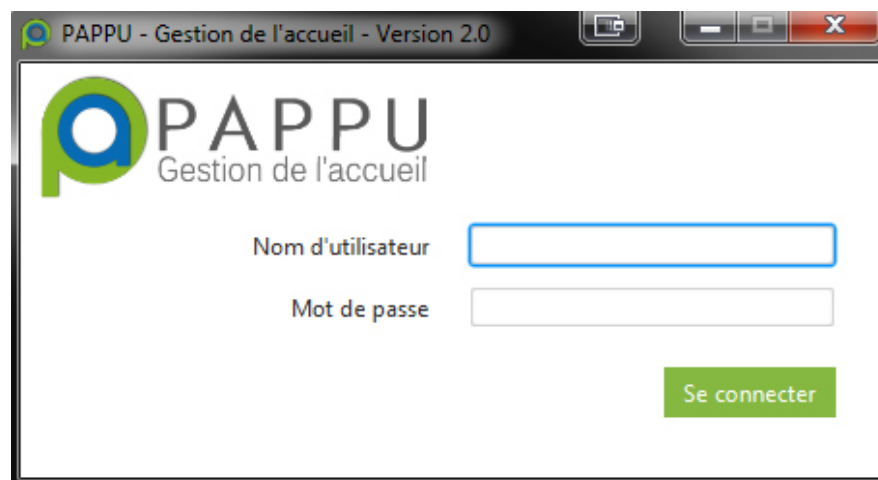 PAPPU - Gestion de l'accueil - Version 2.0
PAPPU
Gestion de l'accueil
Nom d'utilisateur
Mot de passe
Se connecter